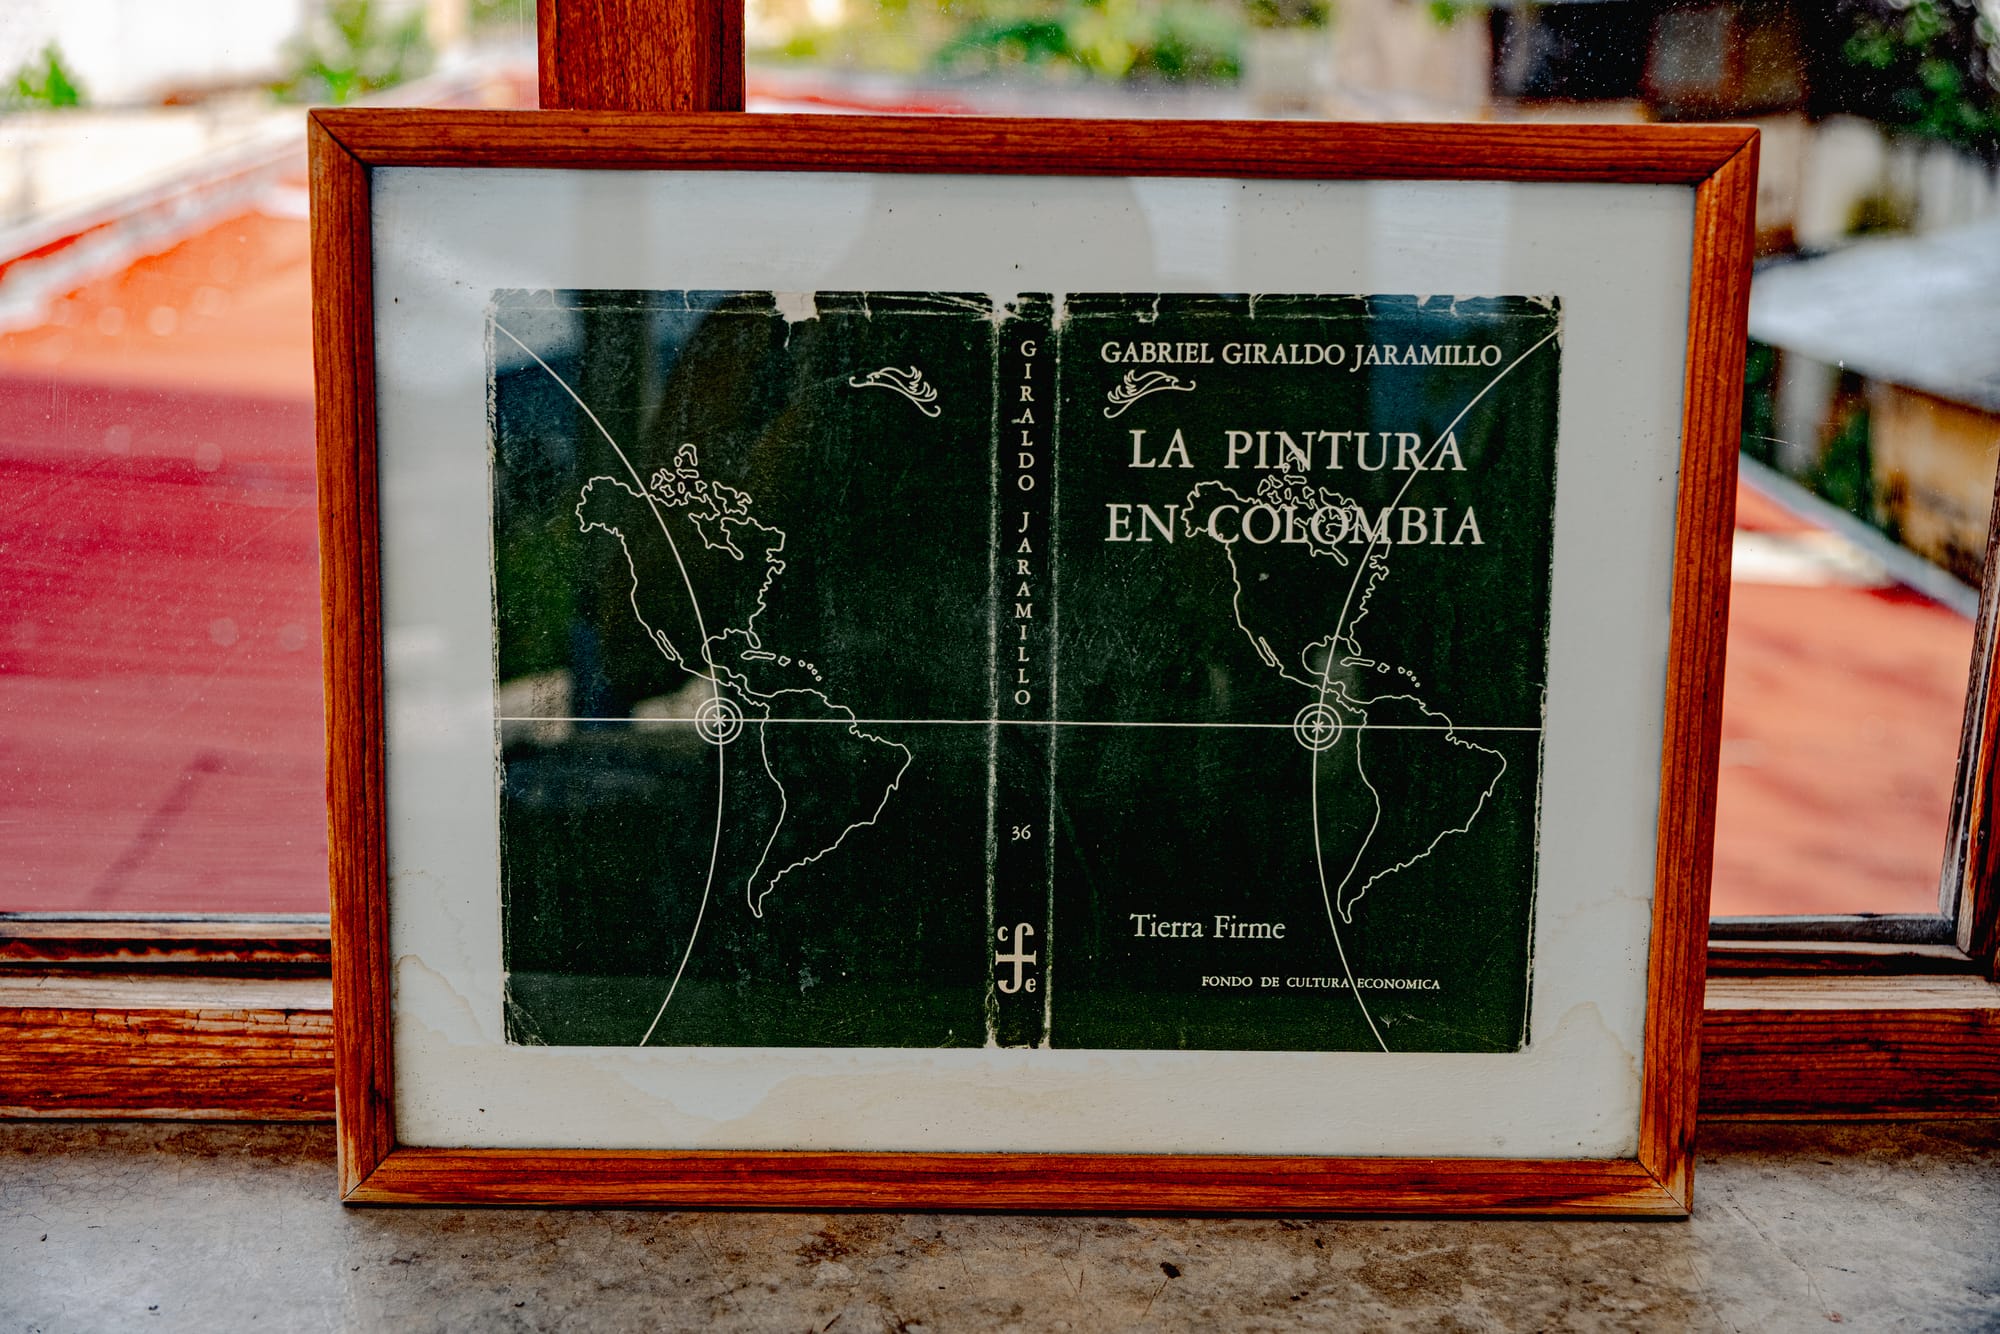 GIRALDO JARAMILLO
36
cfe
GABRIEL GIRALDO JARAMILLO
LA PINTURA
EN COLOMBIA
Tierra Firme
FONDO DE CULTURA ECONOMICA